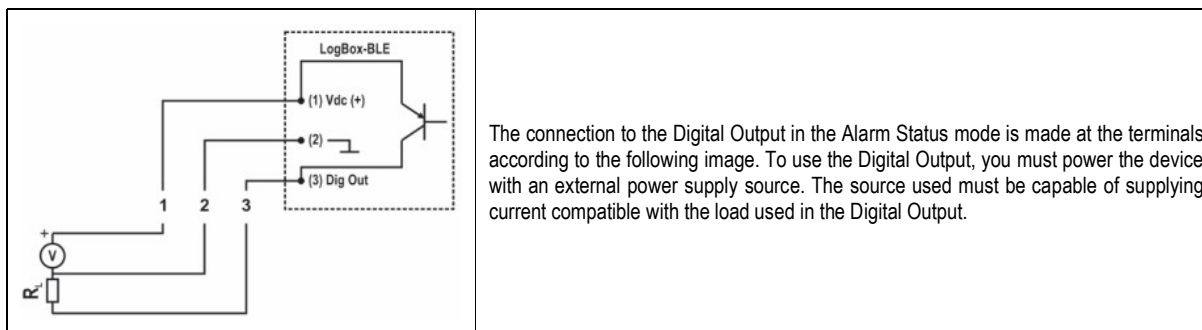 LogBox-BLE
(1) Vdc (+)
(2)
(3) Dig Out
1 2 3
+
V
RL
The connection to the Digital Output in the Alarm Status mode is made at the terminals
according to the following image. To use the Digital Output, you must power the device
with an external power supply source. The source used must be capable of supplying
current compatible with the load used in the Digital Output.